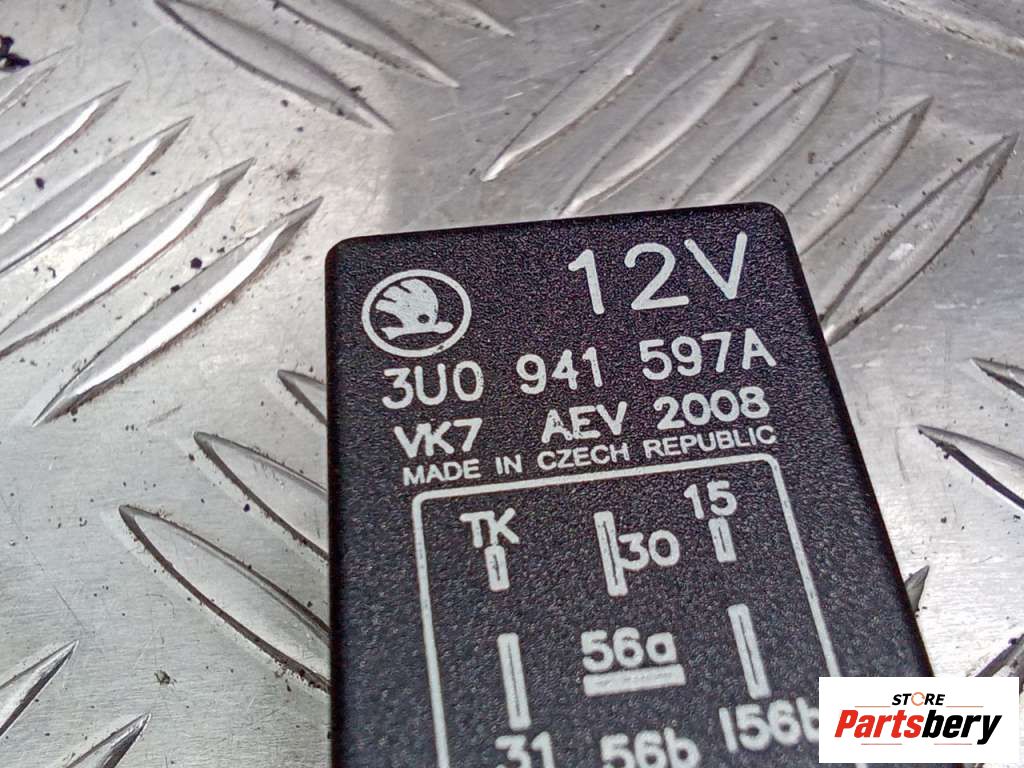 12V
3U0 941 597A
VK7 AEV 2008
MADE IN CZECH REPUBLIC
TK 30 15
56a
31 56b I56b
STORE
Partsbery